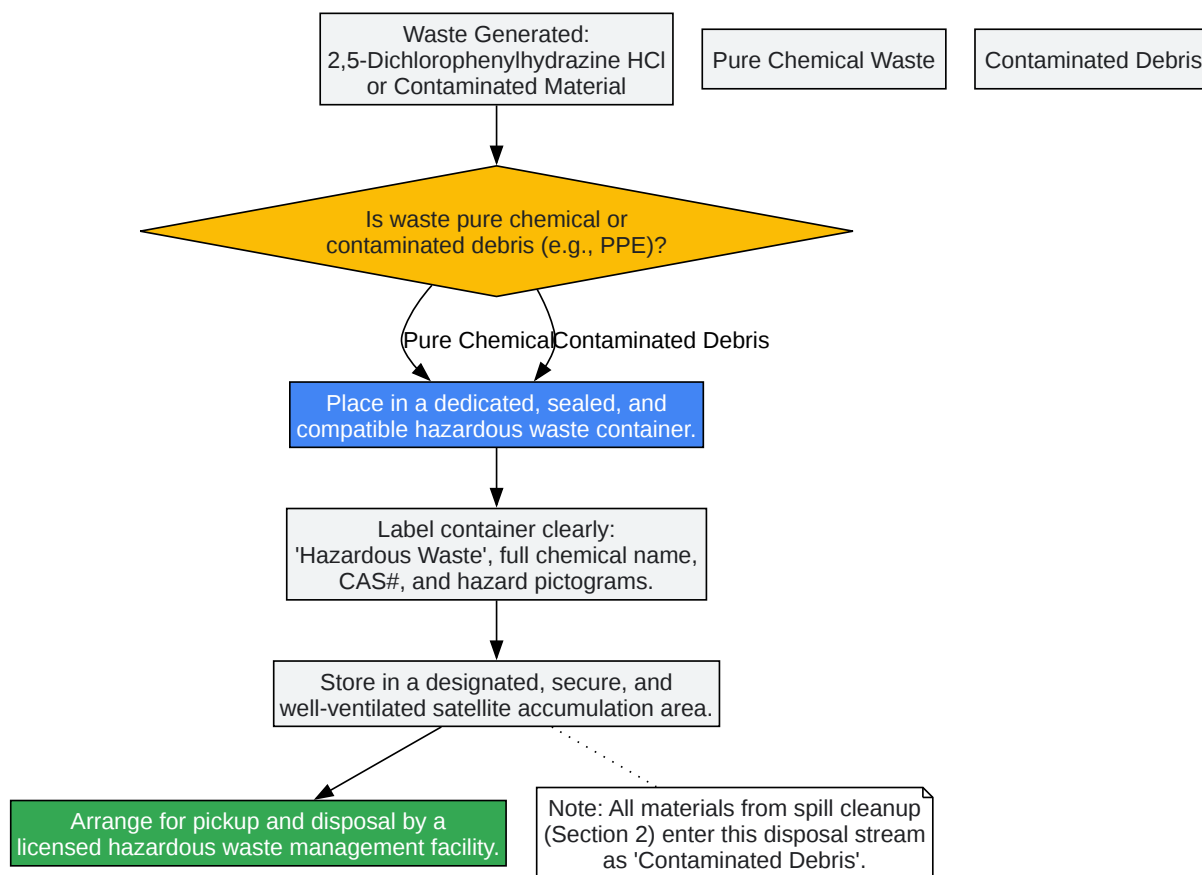 Waste Generated:
2,5-Dichlorophenylhydrazine HCl
or Contaminated Material
Pure Chemical Waste
Contaminated Debris
Is waste pure chemical or
contaminated debris (e.g., PPE)?
Pure Chemical
Contaminated Debris
Place in a dedicated, sealed, and
compatible hazardous waste container.
Label container clearly:
'Hazardous Waste', full chemical name,
CAS#, and hazard pictograms.
Store in a designated, secure, and
well-ventilated satellite accumulation area.
Arrange for pickup and disposal by a
licensed hazardous waste management facility.
Note: All materials from spill cleanup
(Section 2) enter this disposal stream
as 'Contaminated Debris'.